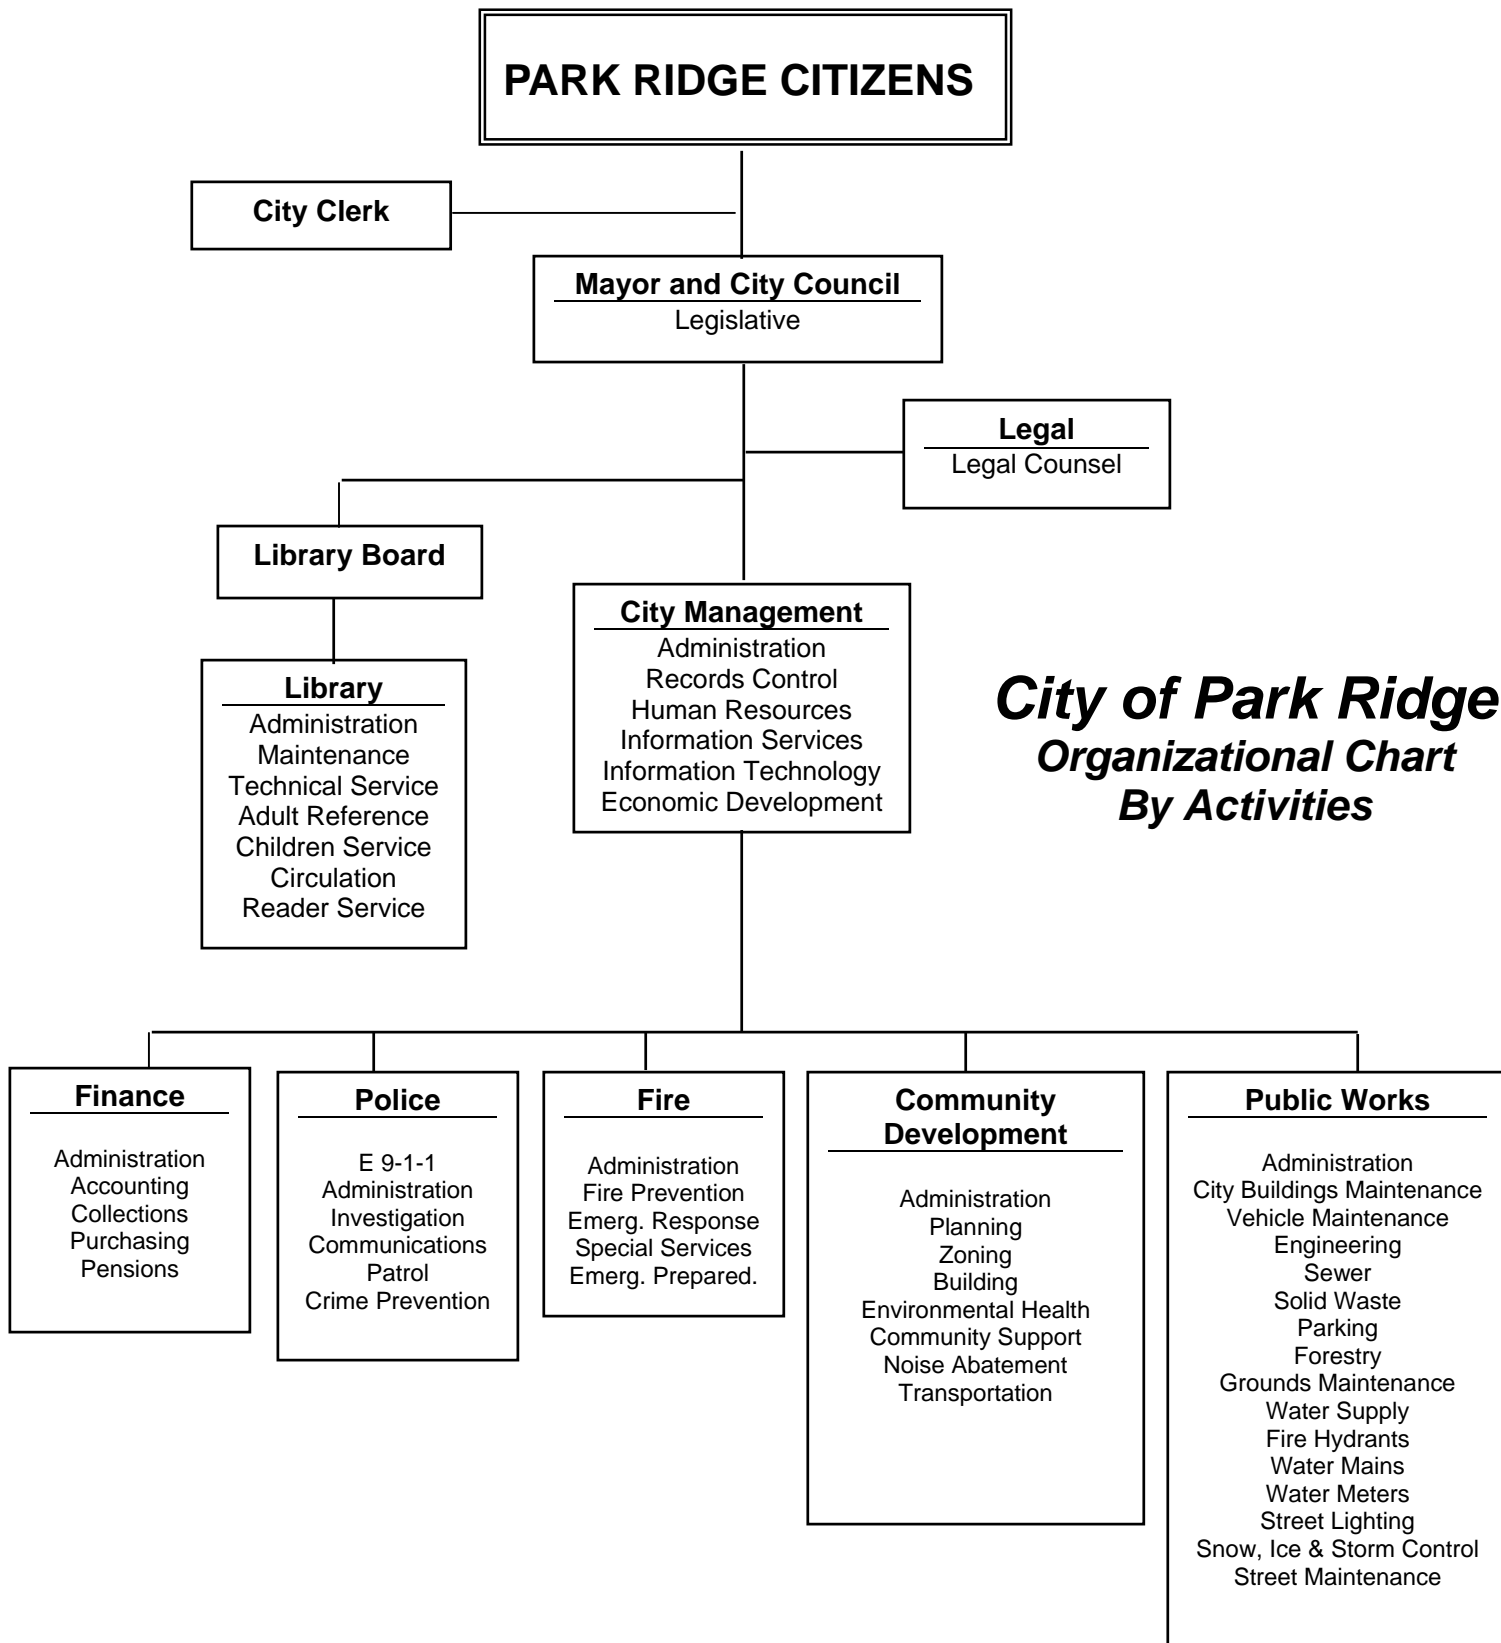 PARK RIDGE CITIZENS
City Clerk
Mayor and City Council
Legislative
Legal
Legal Counsel
Library Board
City Management
Administration
Records Control
Human Resources
Information Services
Information Technology
Economic Development
Library
Administration
Maintenance
Technical Service
Adult Reference
Children Service
Circulation
Reader Service
City of Park Ridge
Organizational Chart
By Activities
Finance
Administration
Accounting
Collections
Purchasing
Pensions
Police
E 9-1-1
Administration
Investigation
Communications
Patrol
Crime Prevention
Fire
Administration
Fire Prevention
Emerg. Response
Special Services
Emerg. Prepared.
Community
Development
Administration
Planning
Zoning
Building
Environmental Health
Community Support
Noise Abatement
Transportation
Public Works
Administration
City Buildings Maintenance
Vehicle Maintenance
Engineering
Sewer
Solid Waste
Parking
Forestry
Grounds Maintenance
Water Supply
Fire Hydrants
Water Mains
Water Meters
Street Lighting
Snow, Ice & Storm Control
Street Maintenance